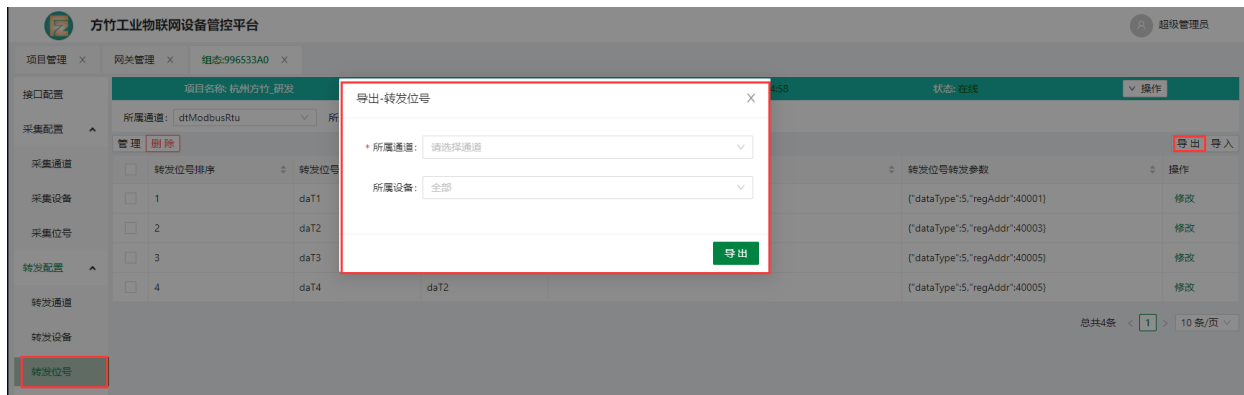 方竹工业物联网设备管控平台 超级管理员
项目管理 × 网关管理 × 组态:996533A0 ×
接口配置 项目名称: 杭州方竹_研发 4:58 状态: 在线 操作
导出-转发位号 X
采集配置 所属通道: dtModbusRtu 所
管理 删除 导出 导入
* 所属通道: 请选择通道
采集通道 转发位号排序 转发位号 转发位号转发参数 操作
所属设备: 全部
采集设备 1 daT1 {"dataType":5,"regAddr":40001} 修改
采集位号 2 daT2 {"dataType":5,"regAddr":40003} 修改
转发配置 3 daT3 {"dataType":5,"regAddr":40005} 修改
导出
转发通道 4 daT4 daT2 {"dataType":5,"regAddr":40005} 修改
总共4条 < 1 > 10 条/页
转发设备
转发位号